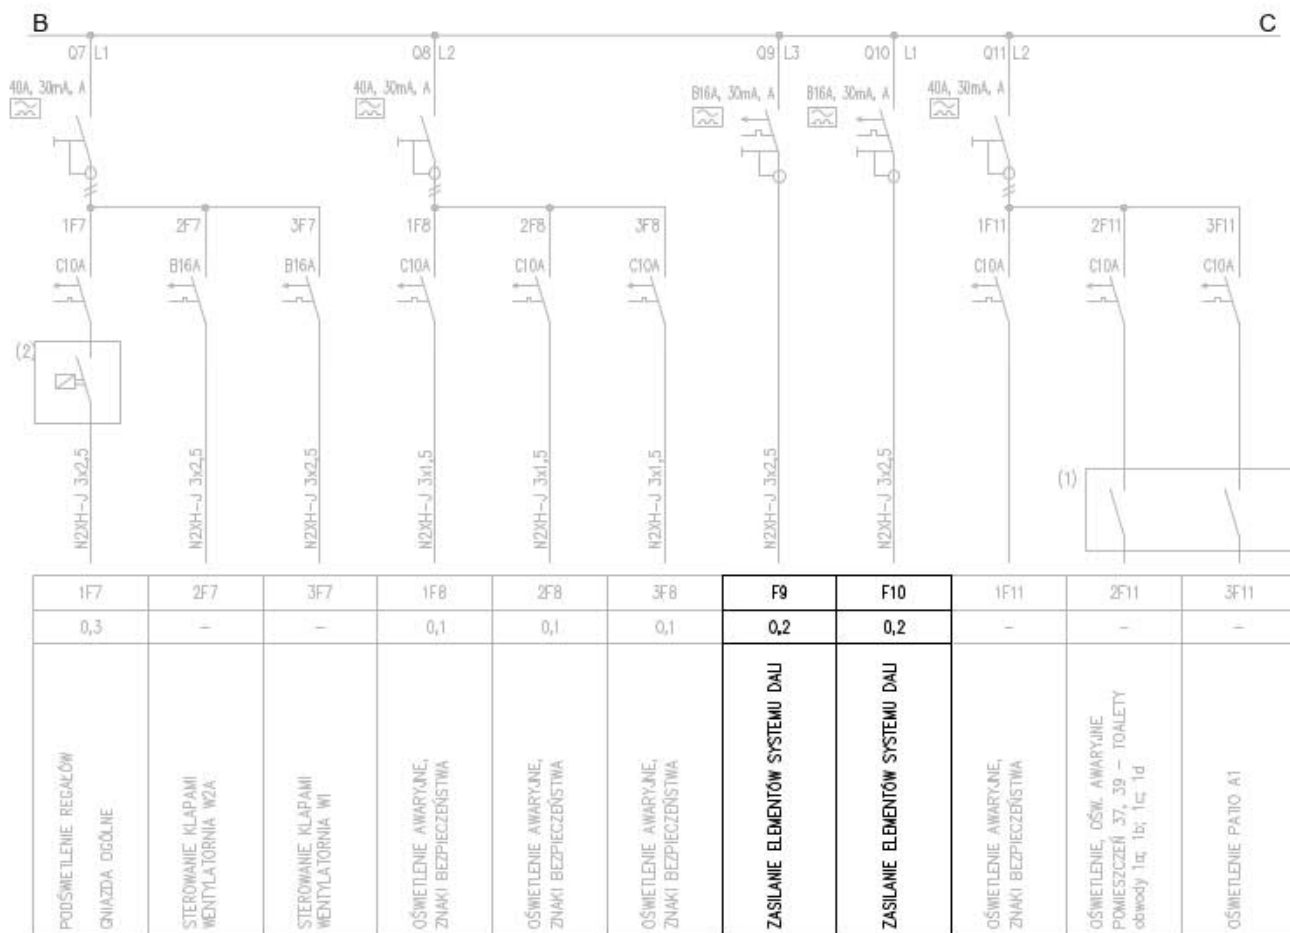 B
C
Q7 L1
Q8 L2
Q9 L3
Q10 L1
Q11 L2
40A, 30mA, A
40A, 30mA, A
B16A, 30mA, A
B16A, 30mA, A
40A, 30mA, A
1F7
2F7
3F7
1F8
2F8
3F8
1F11
2F11
3F11
C10A
B16A
B16A
C10A
C10A
C10A
C10A
C10A
C10A
(2)
(1)
N2XH-J 3x2,5
N2XH-J 3x2,5
N2XH-J 3x2,5
N2XH-J 3x1,5
N2XH-J 3x1,5
N2XH-J 3x1,5
N2XH-J 3x2,5
N2XH-J 3x2,5
1F7
2F7
3F7
1F8
2F8
3F8
F9
F10
1F11
2F11
3F11
0,3
-
-
0,1
0,1
0,1
0,2
0,2
-
-
-
PODŚWIETLENIE REGAŁÓW
GNIAZDA OGÓLNE
STEROWANIE KLAPAMI
WENTYLATORNIA W2A
STEROWANIE KLAPAMI
WENTYLATORNIA WI
OŚWIETLENIE AWARYJNE,
ZNAKI BEZPIECZEŃSTWA
OŚWIETLENIE AWARYJNE,
ZNAKI BEZPIECZEŃSTWA
OŚWIETLENIE AWARYJNE,
ZNAKI BEZPIECZEŃSTWA
ZASILANIE ELEMENTÓW SYSTEMU DALI
ZASILANIE ELEMENTÓW SYSTEMU DALI
OŚWIETLENIE AWARYJNE,
ZNAKI BEZPIECZEŃSTWA
OŚWIETLENIE, OŚW. AWARYJNE
POMIESZCZEŃ 37, 39 - TOALETY
obwody 1a; 1b; 1c; 1d
OŚWIETLENIE PATIO A1